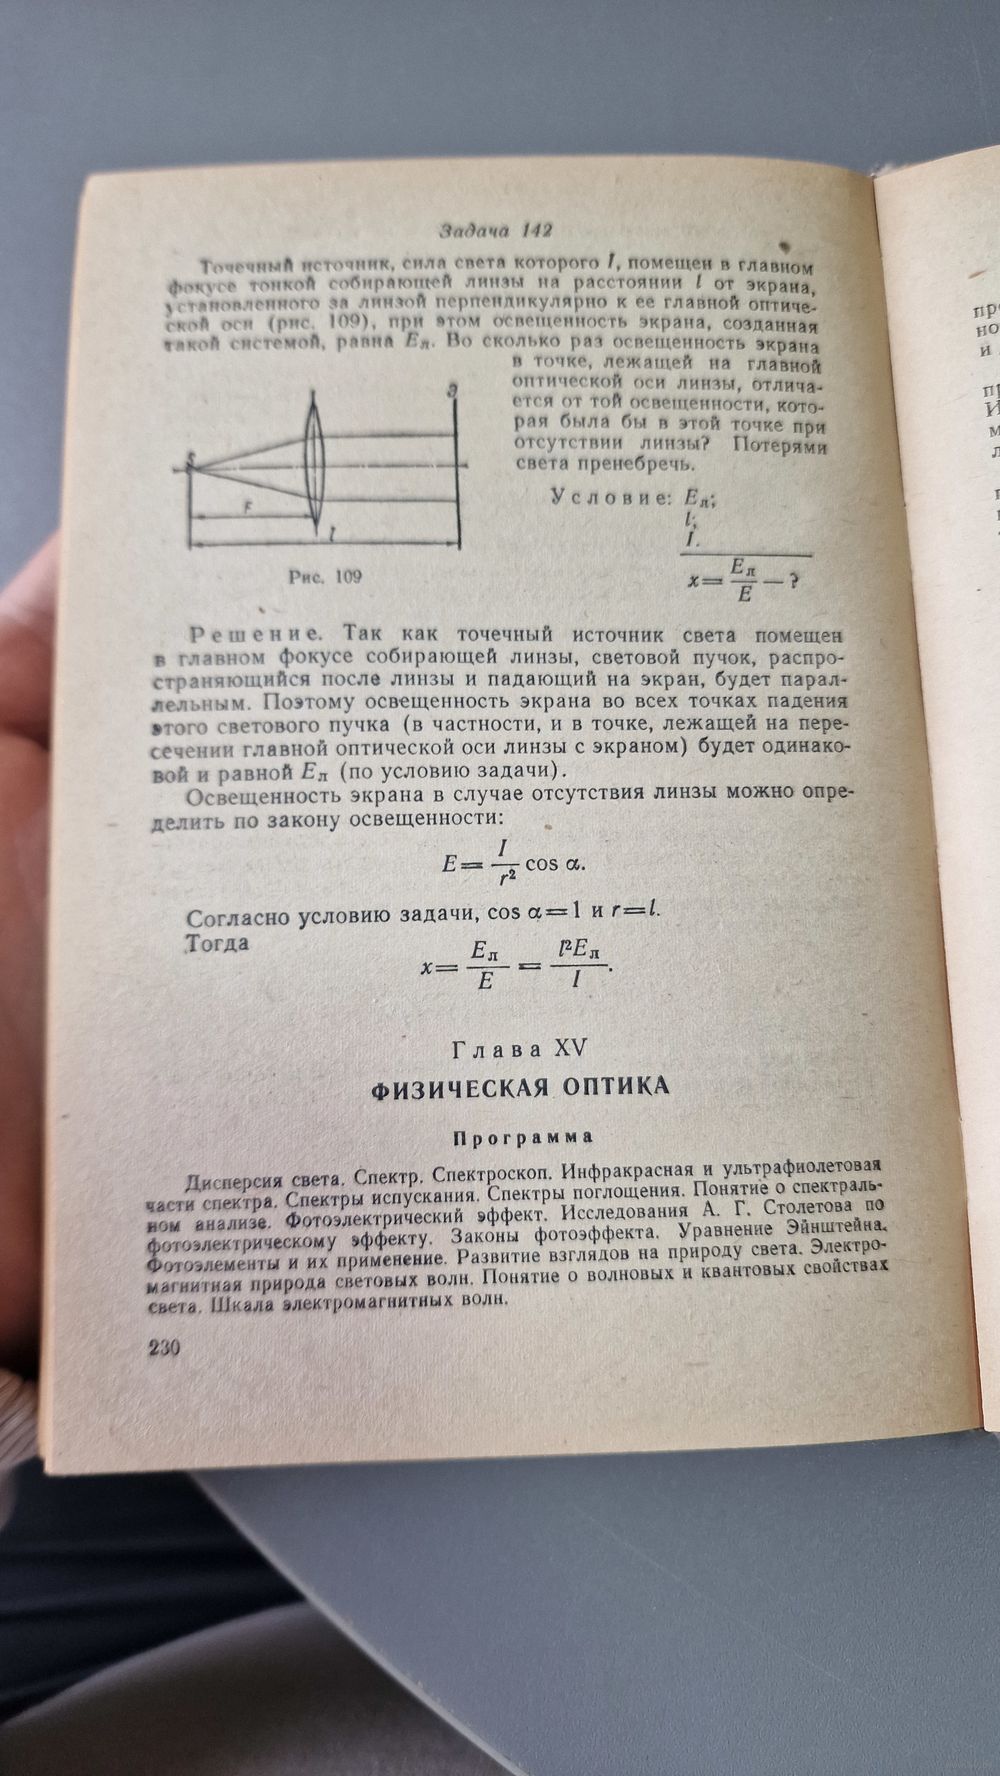 Задача 142
Точечный источник, сила света которого I, помещен в главном
фокусе тонкой собирающей линзы на расстоянии l от экрана,
установленного за линзой перпендикулярно к ее главной оптиче-
ской оси (рис. 109), при этом освещенность экрана, созданная
такой системой, равна Eл. Во сколько раз освещенность экрана
в точке, лежащей на главной
оптической оси линзы, отлича-
ется от той освещенности, кото-
рая была бы в этой точке при
отсутствии линзы? Потерями
света пренебречь.
S
Э
F
l
Рис. 109
Условие: Eл;
l;
I.
x= Eл/E — ?
Решение. Так как точечный источник света помещен
в главном фокусе собирающей линзы, световой пучок, распро-
страняющийся после линзы и падающий на экран, будет парал-
лельным. Поэтому освещенность экрана во всех точках падения
этого светового пучка (в частности, и в точке, лежащей на пере-
сечении главной оптической оси линзы с экраном) будет одинако-
вой и равной Eл (по условию задачи).
Освещенность экрана в случае отсутствия линзы можно опре-
делить по закону освещенности:
E= I/r² cos α.
Согласно условию задачи, cos α=1 и r=l.
Тогда
x= Eл/E = l²Eл/I.
Глава XV
ФИЗИЧЕСКАЯ ОПТИКА
Программа
Дисперсия света. Спектр. Спектроскоп. Инфракрасная и ультрафиолетовая
части спектра. Спектры испускания. Спектры поглощения. Понятие о спектраль-
ном анализе. Фотоэлектрический эффект. Исследования А. Г. Столетова по
фотоэлектрическому эффекту. Законы фотоэффекта. Уравнение Эйнштейна.
Фотоэлементы и их применение. Развитие взглядов на природу света. Электро-
магнитная природа световых волн. Понятие о волновых и квантовых свойствах
света. Шкала электромагнитных волн.
230